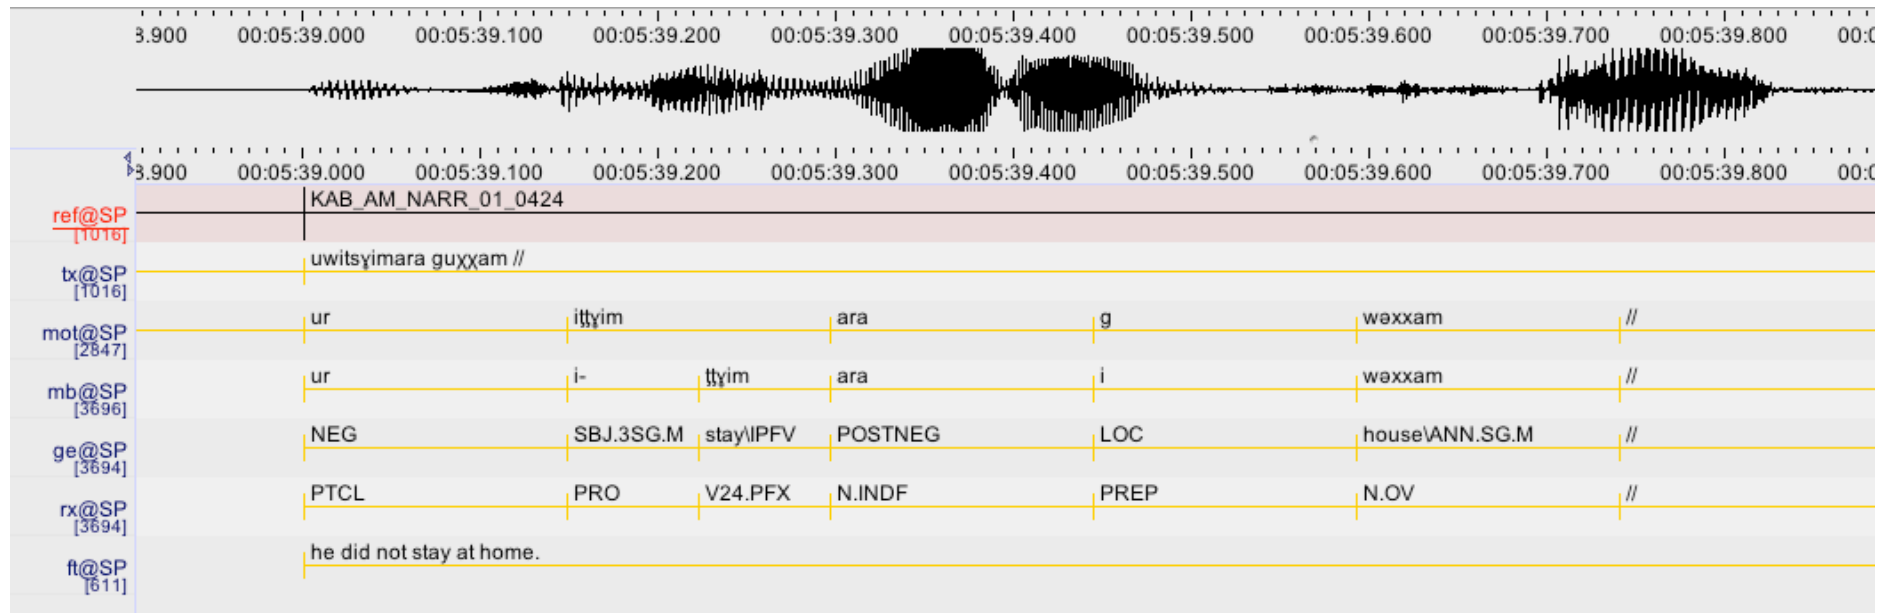 3.900 00:05:39.000 00:05:39.100 00:05:39.200 00:05:39.300 00:05:39.400 00:05:39.500 00:05:39.600 00:05:39.700 00:05:39.800 00:0
3.900 00:05:39.000 00:05:39.100 00:05:39.200 00:05:39.300 00:05:39.400 00:05:39.500 00:05:39.600 00:05:39.700 00:05:39.800 00:0
ref@SP KAB_AM_NARR_01_0424
[1016]
tx@SP uwitsɣimara guχχam //
[1016]
mot@SP ur iţţɣim ara g wəxxam //
[2847]
mb@SP ur i- ţţɣim ara i wəxxam //
[3696]
ge@SP NEG SBJ.3SG.M stay\IPFV POSTNEG LOC house\ANN.SG.M //
[3694]
rx@SP PTCL PRO V24.PFX N.INDF PREP N.OV //
[3694]
ft@SP he did not stay at home.
[611]